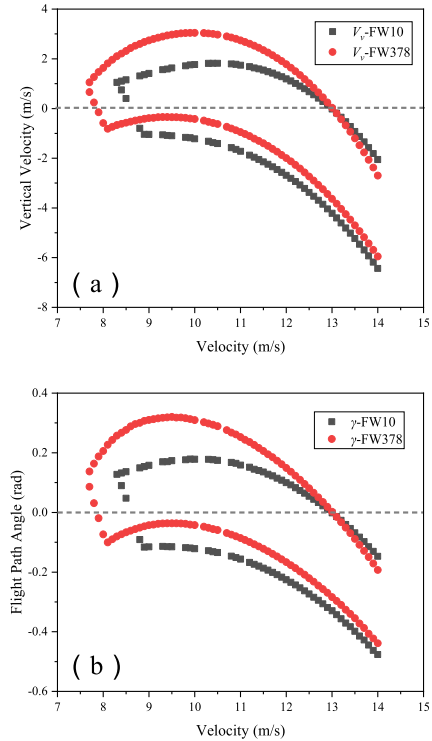 4
2
0
-2
-4
-6
-8
Vertical Velocity (m/s)
V_v-FW10
V_v-FW378
( a )
7 8 9 10 11 12 13 14 15
Velocity (m/s)
0.4
0.2
0.0
-0.2
-0.4
-0.6
Flight Path Angle (rad)
γ-FW10
γ-FW378
( b )
7 8 9 10 11 12 13 14 15
Velocity (m/s)